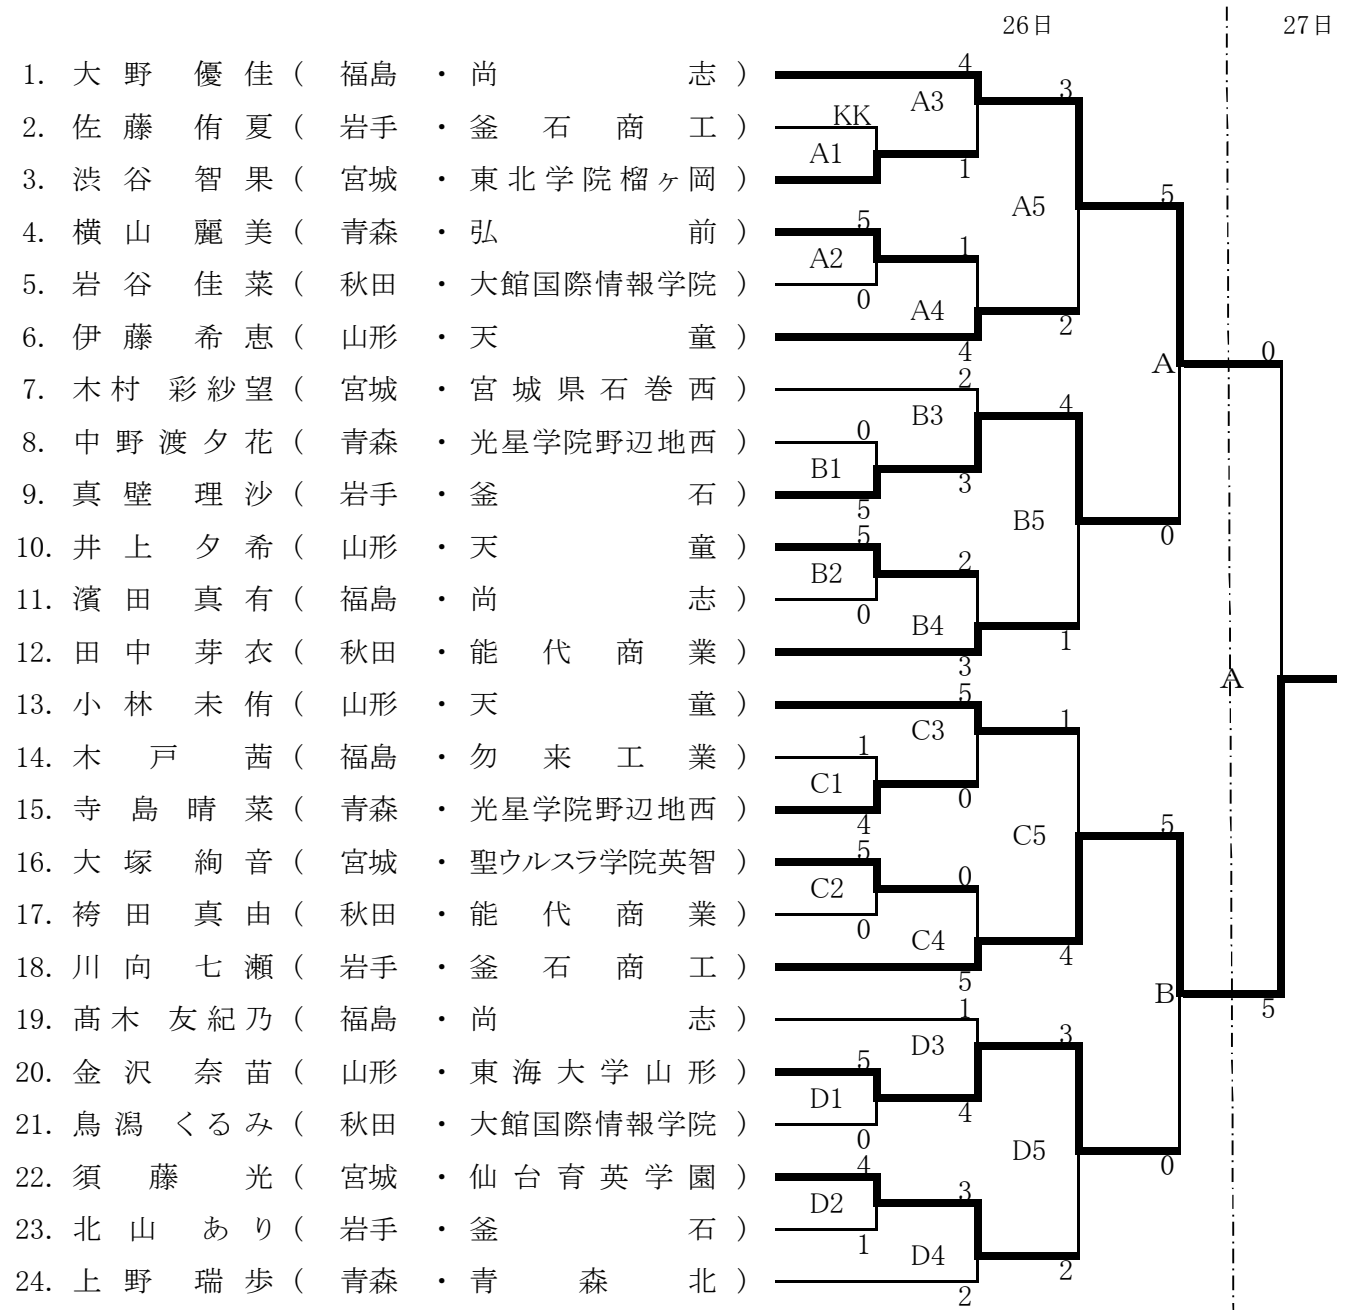 26日 27日
1. 大野 優佳 ( 福島 ・ 尚志 ) 4
3
2. 佐藤 侑夏 ( 岩手 ・ 釜石商工 ) KK A3
A1
3. 渋谷 智果 ( 宮城 ・ 東北学院榴ヶ岡 ) 1
A5 5
4. 横山 麗美 ( 青森 ・ 弘前 ) 5
A2 1
5. 岩谷 佳菜 ( 秋田 ・ 大館国際情報学院 ) 0
A4 2
6. 伊藤 希恵 ( 山形 ・ 天童 ) 4
A 0
7. 木村 彩紗望 ( 宮城 ・ 宮城県石巻西 ) 2
B3 4
8. 中野渡 夕花 ( 青森 ・ 光星学院野辺地西 ) 0
B1 3
9. 真壁 理沙 ( 岩手 ・ 釜石 ) 5
B5 0
10. 井上 夕希 ( 山形 ・ 天童 ) 5
B2 2
11. 濱田 真有 ( 福島 ・ 尚志 ) 0
B4 1
12. 田中 芽衣 ( 秋田 ・ 能代商業 ) 3
A
13. 小林 未侑 ( 山形 ・ 天童 ) 5
C3 1
14. 木戸 茜 ( 福島 ・ 勿来工業 ) 1
C1 0
15. 寺島 晴菜 ( 青森 ・ 光星学院野辺地西 ) 4
C5 5
16. 大塚 絢音 ( 宮城 ・ 聖ウルスラ学院英智 ) 5
C2 0
17. 袴田 真由 ( 秋田 ・ 能代商業 ) 0
C4 4
18. 川向 七瀬 ( 岩手 ・ 釜石商工 ) 5
B 5
19. 髙木 友紀乃 ( 福島 ・ 尚志 ) 1
D3 3
20. 金沢 奈苗 ( 山形 ・ 東海大学山形 ) 5
D1 4
21. 鳥潟 くるみ ( 秋田 ・ 大館国際情報学院 ) 0
D5 0
22. 須藤 光 ( 宮城 ・ 仙台育英学園 ) 4
D2 3
23. 北山 あり ( 岩手 ・ 釜石 ) 1
D4 2
24. 上野 瑞歩 ( 青森 ・ 青森北 ) 2